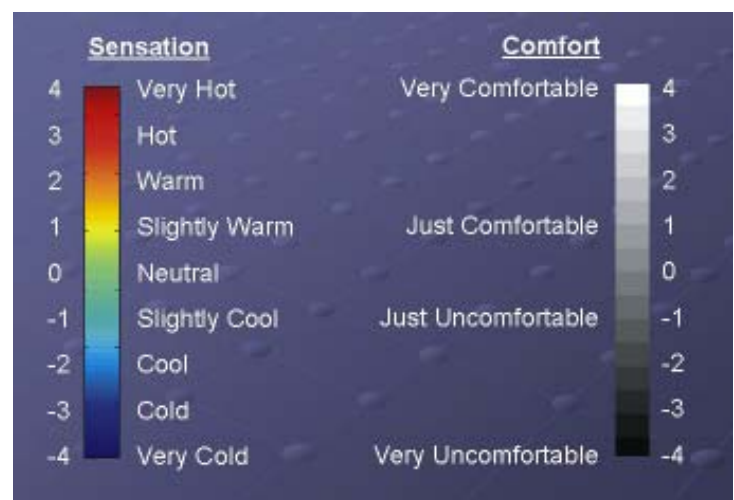 Sensation Comfort
4 Very Hot Very Comfortable 4
3 Hot 3
2 Warm 2
1 Slightly Warm Just Comfortable 1
0 Neutral 0
-1 Slightly Cool Just Uncomfortable -1
-2 Cool -2
-3 Cold -3
-4 Very Cold Very Uncomfortable -4